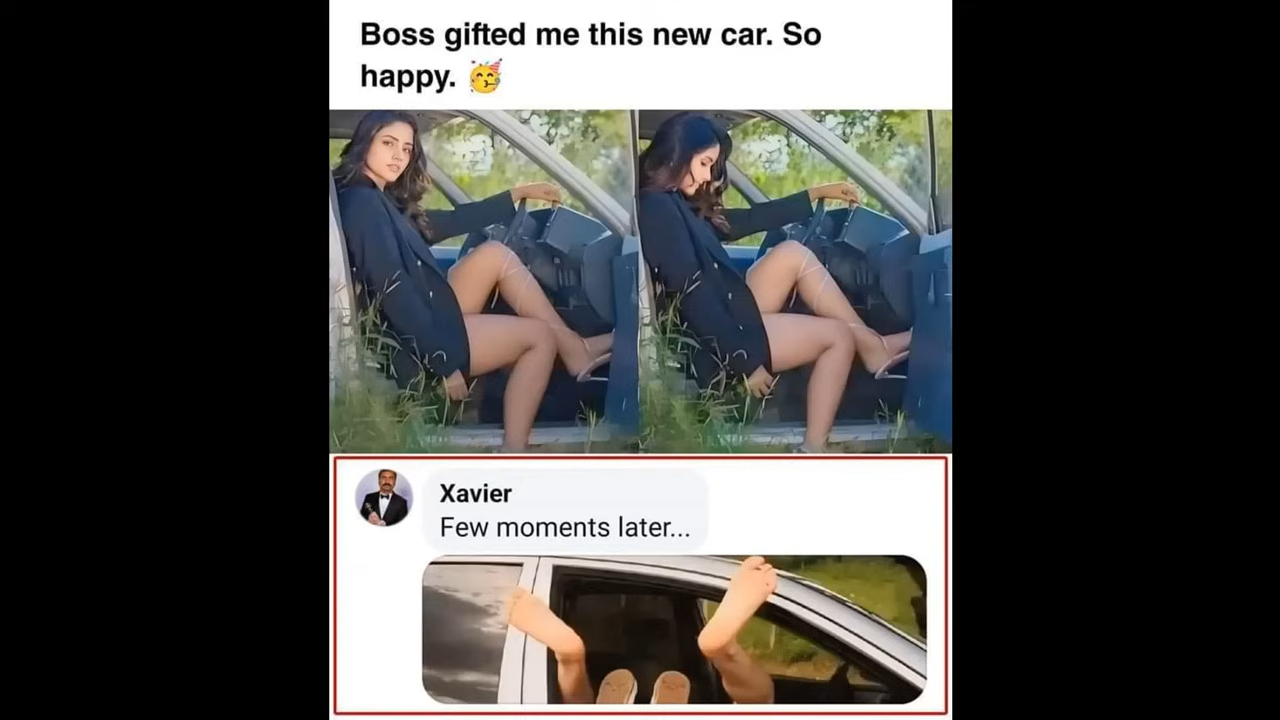 Boss gifted me this new car. So
happy. 🥳
Xavier
Few moments later...